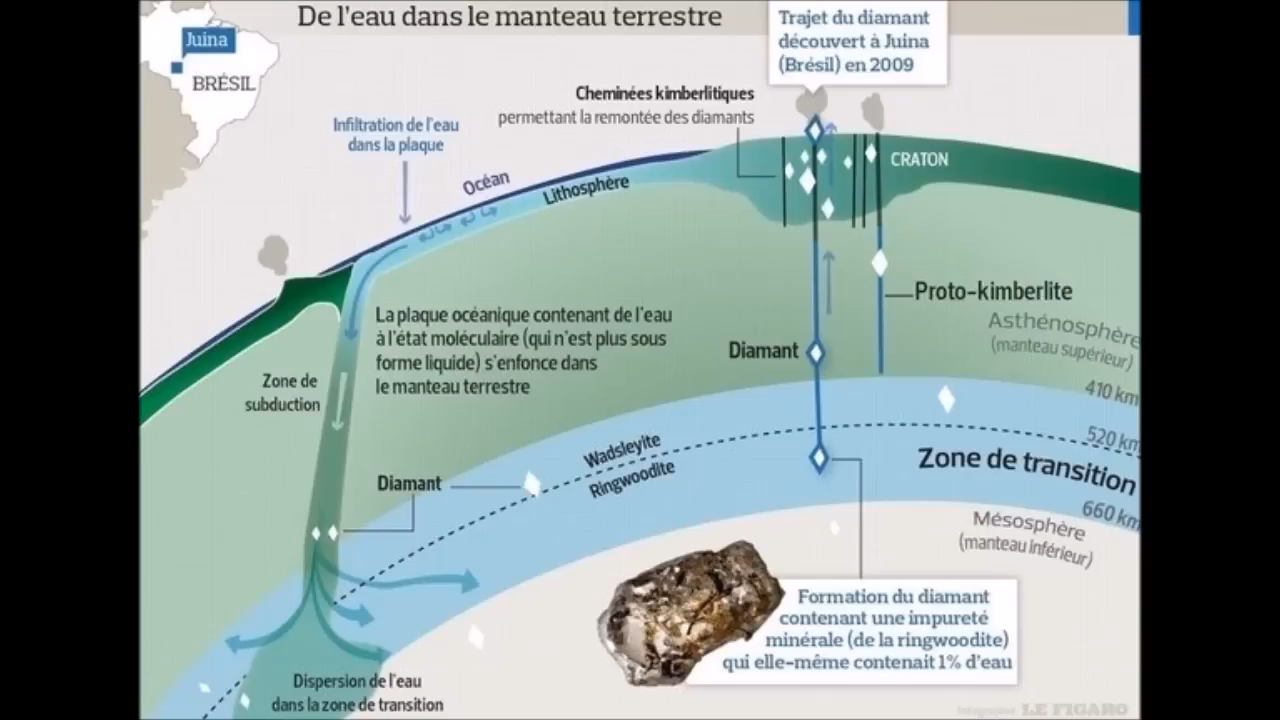 De l'eau dans le manteau terrestre
Juina
BRÉSIL
Trajet du diamant
découvert à Juina
(Brésil) en 2009
Cheminées kimberlitiques
permettant la remontée des diamants
Infiltration de l'eau
dans la plaque
Océan
Lithosphère
CRATON
Proto-kimberlite
Asthénosphère
(manteau supérieur)
La plaque océanique contenant de l'eau
à l'état moléculaire (qui n'est plus sous
forme liquide) s'enfonce dans
le manteau terrestre
Diamant
Zone de
subduction
410 km
520 km
Wadsleyite
Ringwoodite
Zone de transition
Diamant
660 km
Mésosphère
(manteau inférieur)
Formation du diamant
contenant une impureté
minérale (de la ringwoodite)
qui elle-même contenait 1% d'eau
Dispersion de l'eau
dans la zone de transition
Infographie LE FIGARO